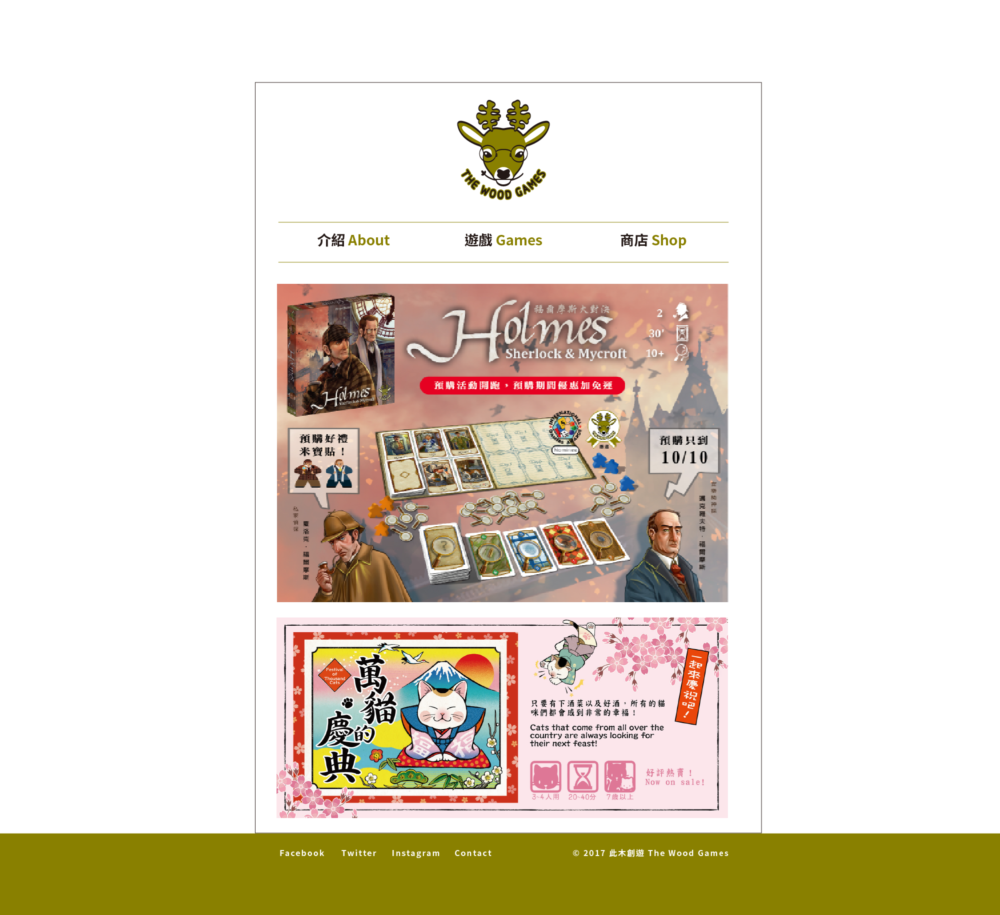 THE WOOD GAMES
介紹 About
遊戲 Games
商店 Shop
福爾摩斯大對決
Holmes
Sherlock & Mycroft
2
30'
10+
Holmes
Sherlock & Mycroft
預購活動開跑，預購期間優惠加免運
INTERNATIONAL
GAMERS AWARDS
Nominee
預購好禮
米寶貼！
預購只到
10/10
私家偵探
夏洛克．福爾摩斯
邁克羅夫特．福爾摩斯
Festival
of
Thousand
Cats
萬貓的慶典
富 福
一起來慶祝吧！
只要有下酒菜以及好酒，所有的貓
咪們都會感到非常的幸福！
Cats that come from all over the
country are always looking for
their next feast!
3~4人用
20~40分
7歲以上
好評熱賣！
Now on sale!
Facebook
Twitter
Instagram
Contact
© 2017 此木創遊 The Wood Games